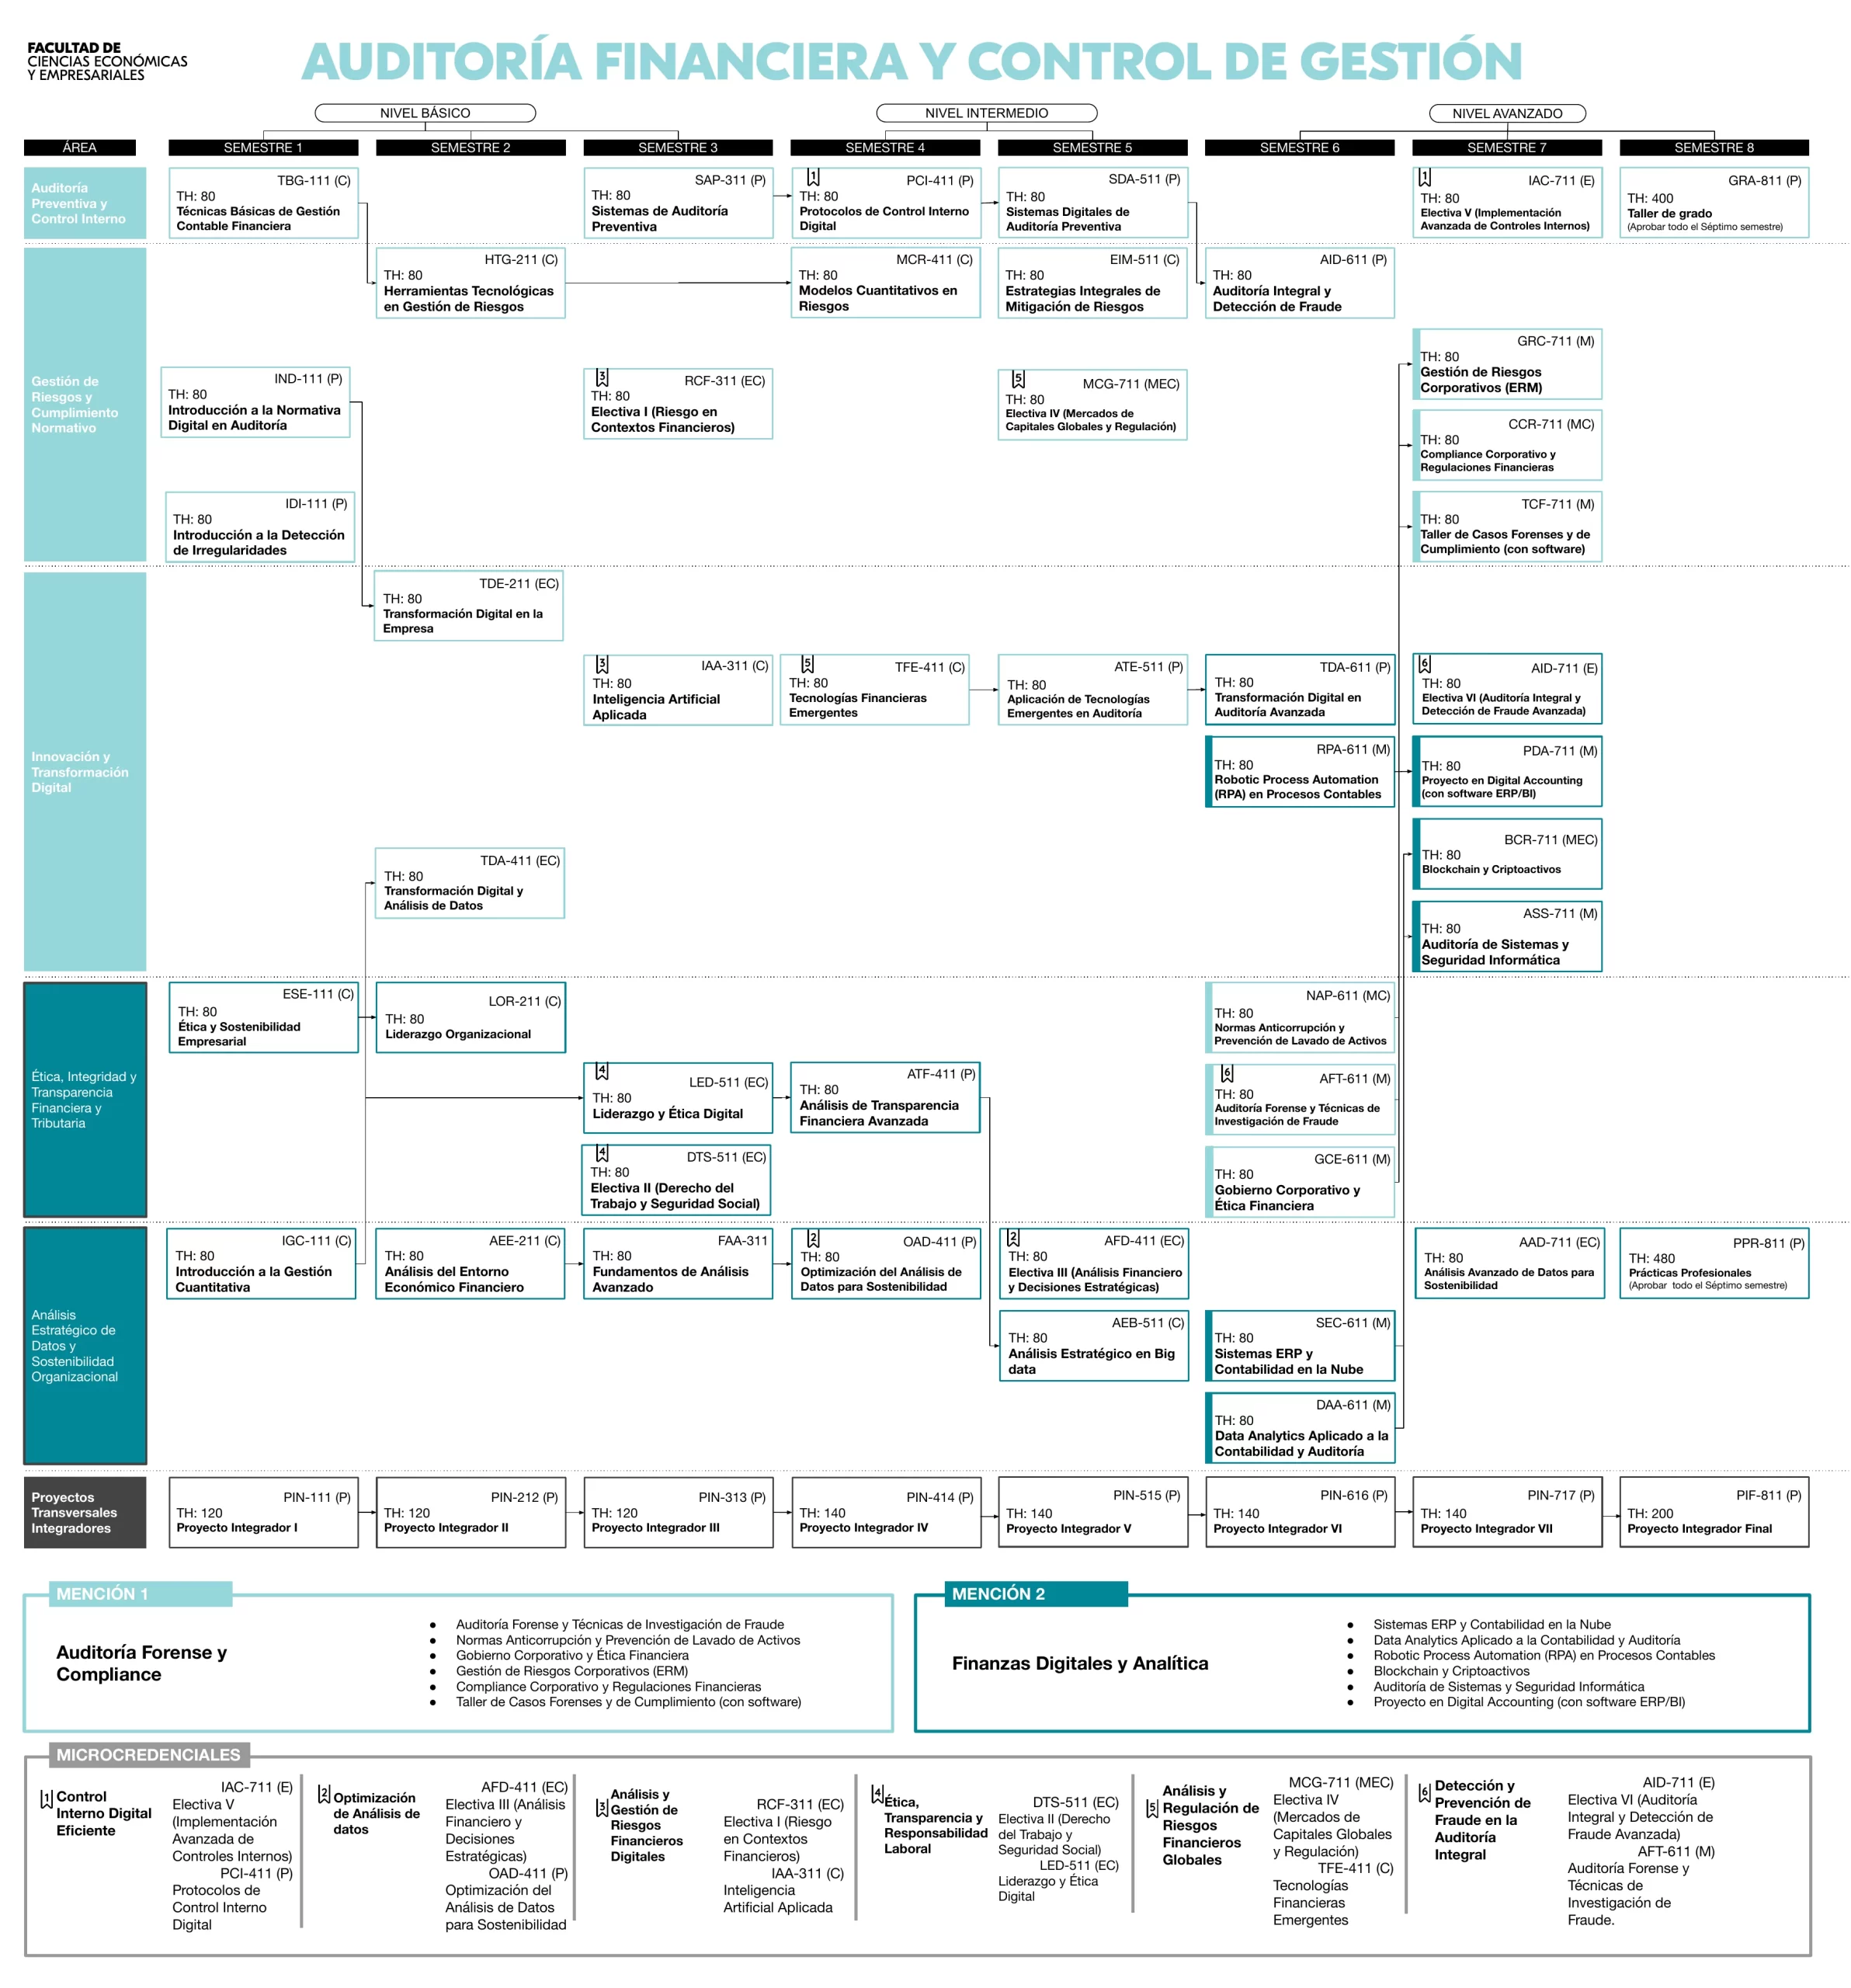 FACULTAD DE
CIENCIAS ECONÓMICAS
Y EMPRESARIALES
AUDITORÍA FINANCIERA Y CONTROL DE GESTIÓN
NIVEL BÁSICO
NIVEL INTERMEDIO
NIVEL AVANZADO
ÁREA
SEMESTRE 1
SEMESTRE 2
SEMESTRE 3
SEMESTRE 4
SEMESTRE 5
SEMESTRE 6
SEMESTRE 7
SEMESTRE 8
Auditoría
Preventiva y
Control Interno
TBG-111 (C)
TH: 80
Técnicas Básicas de Gestión
Contable Financiera
SAP-311 (P)
TH: 80
Sistemas de Auditoría
Preventiva
1
PCI-411 (P)
TH: 80
Protocolos de Control Interno
Digital
SDA-511 (P)
TH: 80
Sistemas Digitales de
Auditoría Preventiva
1
IAC-711 (E)
TH: 80
Electiva V (Implementación
Avanzada de Controles Internos)
GRA-811 (P)
TH: 400
Taller de grado
(Aprobar todo el Séptimo semestre)
Gestión de
Riesgos y
Cumplimiento
Normativo
HTG-211 (C)
TH: 80
Herramientas Tecnológicas
en Gestión de Riesgos
MCR-411 (C)
TH: 80
Modelos Cuantitativos en
Riesgos
EIM-511 (C)
TH: 80
Estrategias Integrales de
Mitigación de Riesgos
AID-611 (P)
TH: 80
Auditoría Integral y
Detección de Fraude
GRC-711 (M)
TH: 80
Gestión de Riesgos
Corporativos (ERM)
IND-111 (P)
TH: 80
Introducción a la Normativa
Digital en Auditoría
3
RCF-311 (EC)
TH: 80
Electiva I (Riesgo en
Contextos Financieros)
5
MCG-711 (MEC)
TH: 80
Electiva IV (Mercados de
Capitales Globales y Regulación)
CCR-711 (MC)
TH: 80
Compliance Corporativo y
Regulaciones Financieras
IDI-111 (P)
TH: 80
Introducción a la Detección
de Irregularidades
TCF-711 (M)
TH: 80
Taller de Casos Forenses y de
Cumplimiento (con software)
Innovación y
Transformación
Digital
TDE-211 (EC)
TH: 80
Transformación Digital en la
Empresa
3
IAA-311 (C)
TH: 80
Inteligencia Artificial
Aplicada
5
TFE-411 (C)
TH: 80
Tecnologías Financieras
Emergentes
ATE-511 (P)
TH: 80
Aplicación de Tecnologías
Emergentes en Auditoría
TDA-611 (P)
TH: 80
Transformación Digital en
Auditoría Avanzada
6
AID-711 (E)
TH: 80
Electiva VI (Auditoría Integral y
Detección de Fraude Avanzada)
RPA-611 (M)
TH: 80
Robotic Process Automation
(RPA) en Procesos Contables
PDA-711 (M)
TH: 80
Proyecto en Digital Accounting
(con software ERP/BI)
TDA-411 (EC)
TH: 80
Transformación Digital y
Análisis de Datos
BCR-711 (MEC)
TH: 80
Blockchain y Criptoactivos
ASS-711 (M)
TH: 80
Auditoría de Sistemas y
Seguridad Informática
Ética, Integridad y
Transparencia
Financiera y
Tributaria
ESE-111 (C)
TH: 80
Ética y Sostenibilidad
Empresarial
LOR-211 (C)
TH: 80
Liderazgo Organizacional
NAP-611 (MC)
TH: 80
Normas Anticorrupción y
Prevención de Lavado de Activos
4
LED-511 (EC)
TH: 80
Liderazgo y Ética Digital
ATF-411 (P)
TH: 80
Análisis de Transparencia
Financiera Avanzada
6
AFT-611 (M)
TH: 80
Auditoría Forense y Técnicas de
Investigación de Fraude
4
DTS-511 (EC)
TH: 80
Electiva II (Derecho del
Trabajo y Seguridad Social)
GCE-611 (M)
TH: 80
Gobierno Corporativo y
Ética Financiera
Análisis
Estratégico de
Datos y
Sostenibilidad
Organizacional
IGC-111 (C)
TH: 80
Introducción a la Gestión
Cuantitativa
AEE-211 (C)
TH: 80
Análisis del Entorno
Económico Financiero
FAA-311
TH: 80
Fundamentos de Análisis
Avanzado
2
OAD-411 (P)
TH: 80
Optimización del Análisis de
Datos para Sostenibilidad
2
AFD-411 (EC)
TH: 80
Electiva III (Análisis Financiero
y Decisiones Estratégicas)
AAD-711 (EC)
TH: 80
Análisis Avanzado de Datos para
Sostenibilidad
PPR-811 (P)
TH: 480
Prácticas Profesionales
(Aprobar todo el Séptimo semestre)
AEB-511 (C)
TH: 80
Análisis Estratégico en Big
data
SEC-611 (M)
TH: 80
Sistemas ERP y
Contabilidad en la Nube
DAA-611 (M)
TH: 80
Data Analytics Aplicado a la
Contabilidad y Auditoría
Proyectos
Transversales
Integradores
PIN-111 (P)
TH: 120
Proyecto Integrador I
PIN-212 (P)
TH: 120
Proyecto Integrador II
PIN-313 (P)
TH: 120
Proyecto Integrador III
PIN-414 (P)
TH: 140
Proyecto Integrador IV
PIN-515 (P)
TH: 140
Proyecto Integrador V
PIN-616 (P)
TH: 140
Proyecto Integrador VI
PIN-717 (P)
TH: 140
Proyecto Integrador VII
PIF-811 (P)
TH: 200
Proyecto Integrador Final
MENCIÓN 1
Auditoría Forense y
Compliance
● Auditoría Forense y Técnicas de Investigación de Fraude
● Normas Anticorrupción y Prevención de Lavado de Activos
● Gobierno Corporativo y Ética Financiera
● Gestión de Riesgos Corporativos (ERM)
● Compliance Corporativo y Regulaciones Financieras
● Taller de Casos Forenses y de Cumplimiento (con software)
MENCIÓN 2
Finanzas Digitales y Analítica
● Sistemas ERP y Contabilidad en la Nube
● Data Analytics Aplicado a la Contabilidad y Auditoría
● Robotic Process Automation (RPA) en Procesos Contables
● Blockchain y Criptoactivos
● Auditoría de Sistemas y Seguridad Informática
● Proyecto en Digital Accounting (con software ERP/BI)
MICROCREDENCIALES
1
Control
Interno Digital
Eficiente
IAC-711 (E)
Electiva V
(Implementación
Avanzada de
Controles Internos)
PCI-411 (P)
Protocolos de
Control Interno
Digital
2
Optimización
de Análisis de
datos
AFD-411 (EC)
Electiva III (Análisis
Financiero y
Decisiones
Estratégicas)
OAD-411 (P)
Optimización del
Análisis de Datos
para Sostenibilidad
3
Análisis y
Gestión de
Riesgos
Financieros
Digitales
RCF-311 (EC)
Electiva I (Riesgo
en Contextos
Financieros)
IAA-311 (C)
Inteligencia
Artificial Aplicada
4
Ética,
Transparencia y
Responsabilidad
Laboral
DTS-511 (EC)
Electiva II (Derecho
del Trabajo y
Seguridad Social)
LED-511 (EC)
Liderazgo y Ética
Digital
5
Análisis y
Regulación de
Riesgos
Financieros
Globales
MCG-711 (MEC)
Electiva IV
(Mercados de
Capitales Globales
y Regulación)
TFE-411 (C)
Tecnologías
Financieras
Emergentes
6
Detección y
Prevención de
Fraude en la
Auditoría
Integral
AID-711 (E)
Electiva VI (Auditoría
Integral y Detección de
Fraude Avanzada)
AFT-611 (M)
Auditoría Forense y
Técnicas de
Investigación de
Fraude.